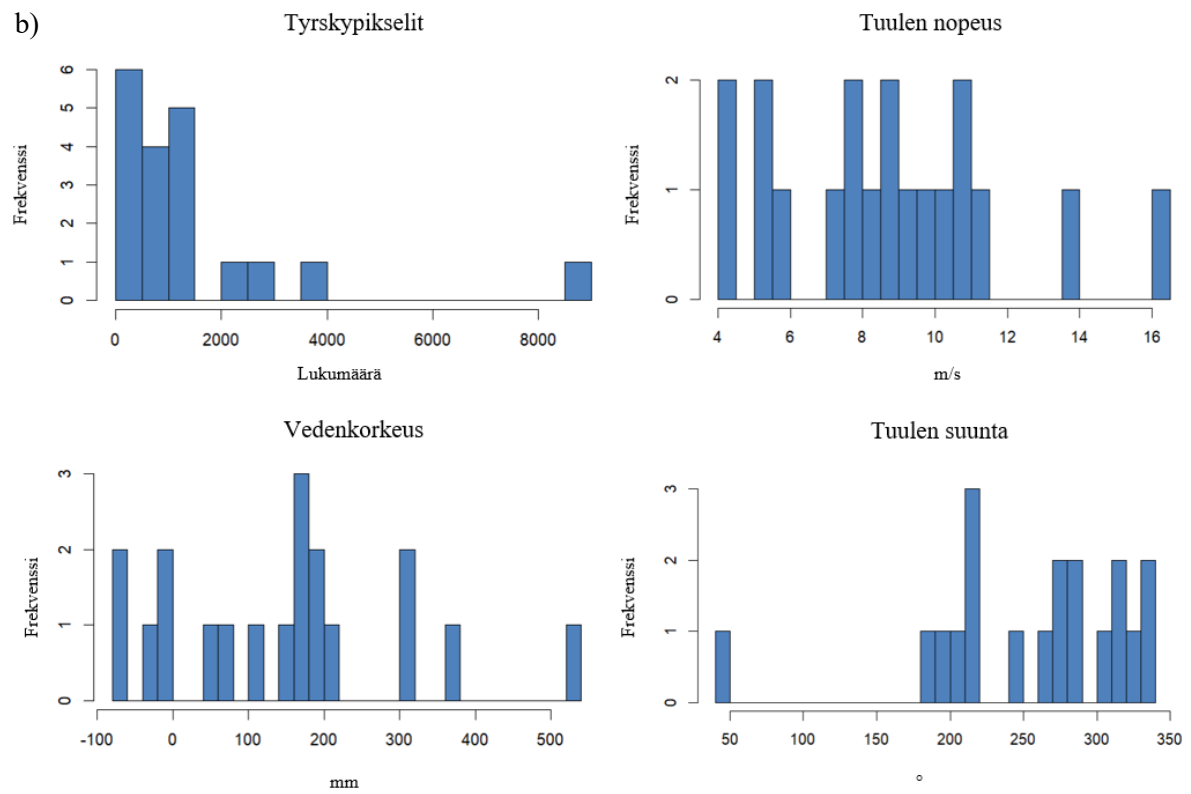 b)
Tyrskypikselit
Frekvenssi
0 1 2 3 4 5 6
0 2000 4000 6000 8000
Lukumäärä
Tuulen nopeus
Frekvenssi
0 1 2
4 6 8 10 12 14 16
m/s
Vedenkorkeus
Frekvenssi
0 1 2 3
-100 0 100 200 300 400 500
mm
Tuulen suunta
Frekvenssi
0 1 2 3
50 100 150 200 250 300 350
°